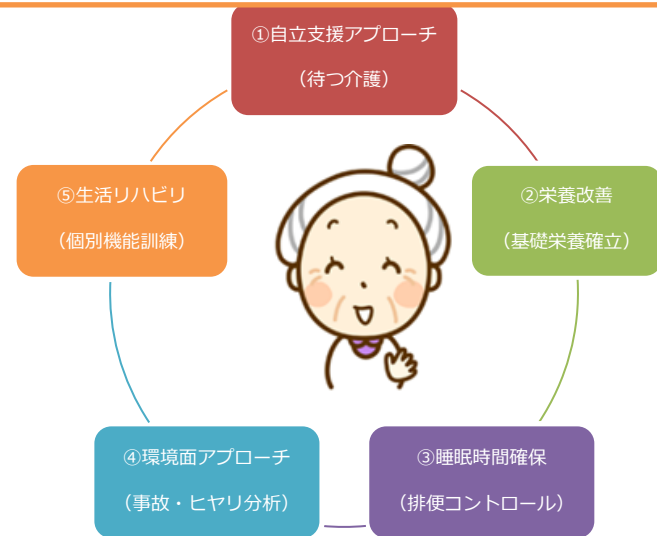 ①自立支援アプローチ
（待つ介護）
②栄養改善
（基礎栄養確立）
③睡眠時間確保
（排便コントロール）
④環境面アプローチ
（事故・ヒヤリ分析）
⑤生活リハビリ
（個別機能訓練）